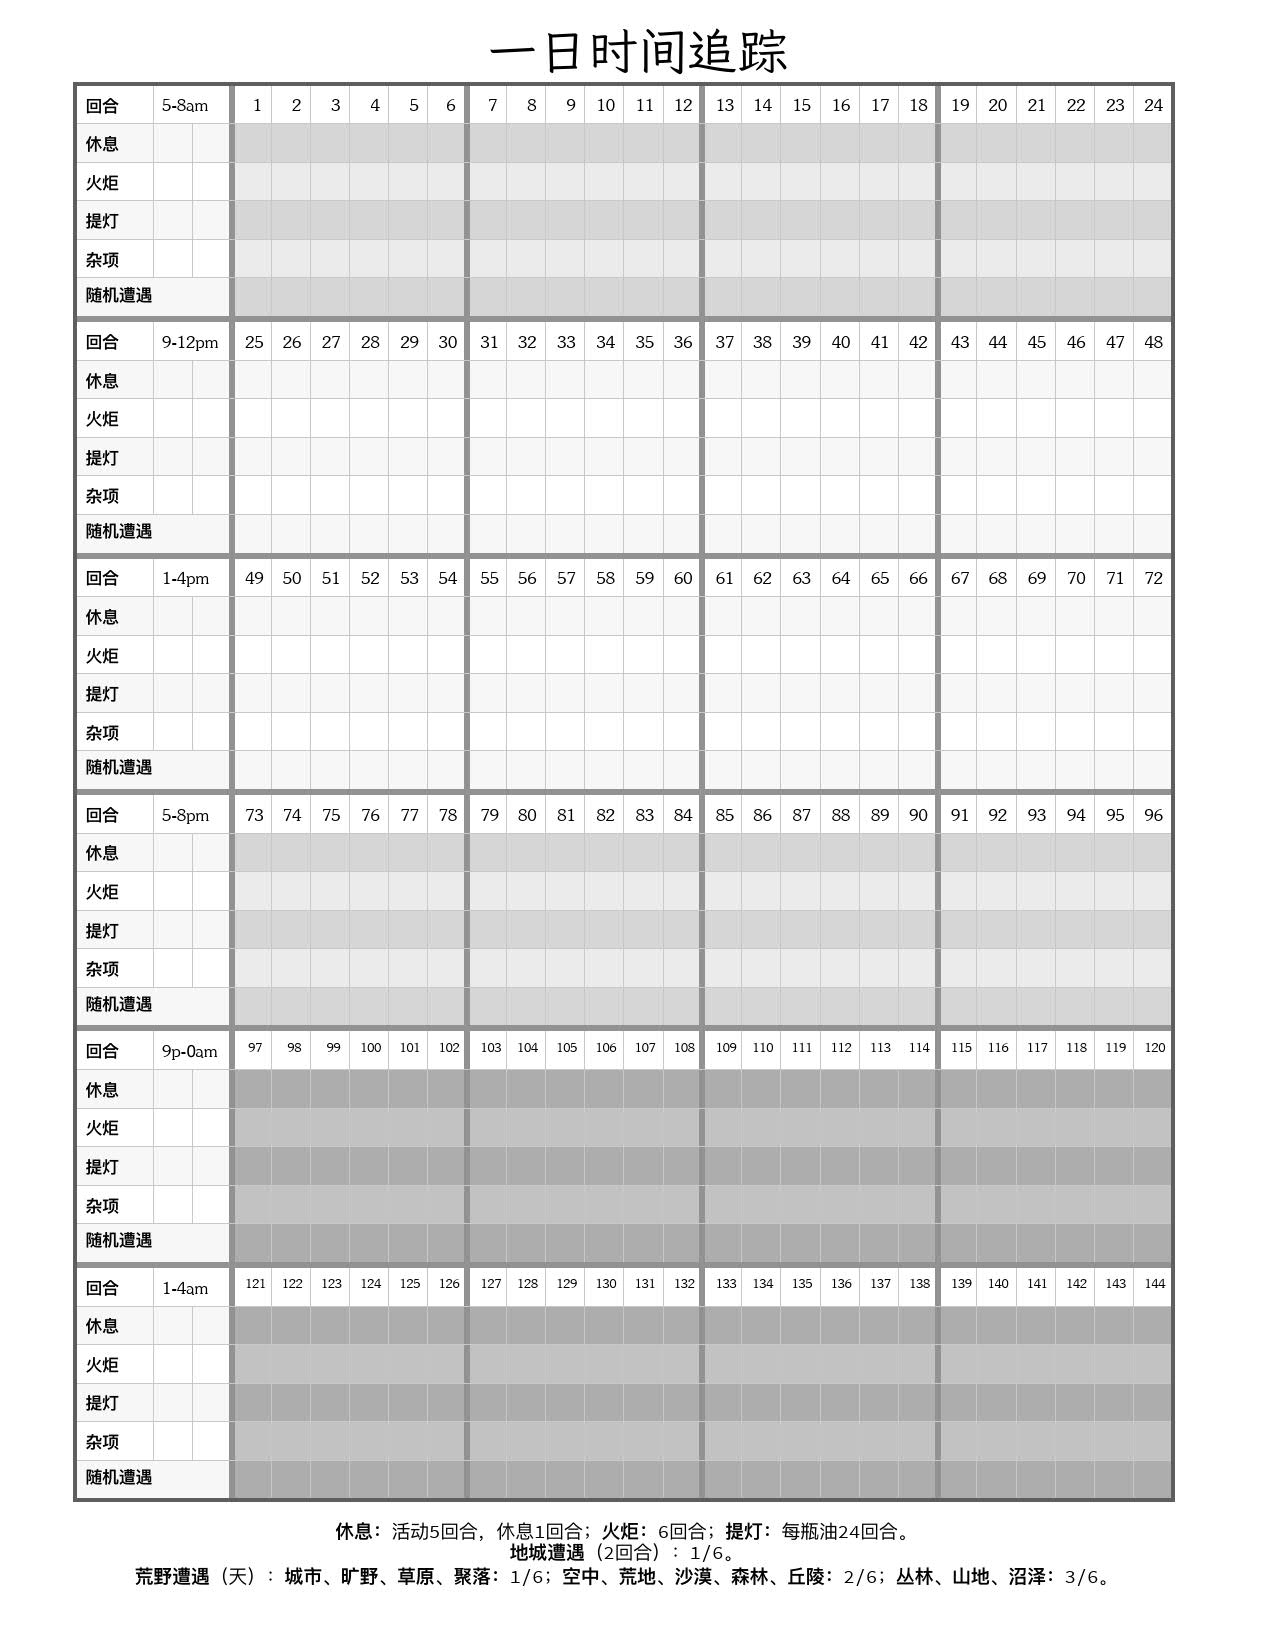 一日时间追踪
回合 5-8am 1 2 3 4 5 6 7 8 9 10 11 12 13 14 15 16 17 18 19 20 21 22 23 24
休息
火炬
提灯
杂项
随机遭遇
回合 9-12pm 25 26 27 28 29 30 31 32 33 34 35 36 37 38 39 40 41 42 43 44 45 46 47 48
休息
火炬
提灯
杂项
随机遭遇
回合 1-4pm 49 50 51 52 53 54 55 56 57 58 59 60 61 62 63 64 65 66 67 68 69 70 71 72
休息
火炬
提灯
杂项
随机遭遇
回合 5-8pm 73 74 75 76 77 78 79 80 81 82 83 84 85 86 87 88 89 90 91 92 93 94 95 96
休息
火炬
提灯
杂项
随机遭遇
回合 9p-0am 97 98 99 100 101 102 103 104 105 106 107 108 109 110 111 112 113 114 115 116 117 118 119 120
休息
火炬
提灯
杂项
随机遭遇
回合 1-4am 121 122 123 124 125 126 127 128 129 130 131 132 133 134 135 136 137 138 139 140 141 142 143 144
休息
火炬
提灯
杂项
随机遭遇
休息：活动5回合，休息1回合；火炬：6回合；提灯：每瓶油24回合。
地城遭遇（2回合）：1/6。
荒野遭遇（天）：城市、旷野、草原、聚落：1/6；空中、荒地、沙漠、森林、丘陵：2/6；丛林、山地、沼泽：3/6。